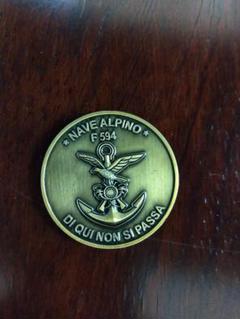 * NAVE ALPINO *
F 594
DI QUI NON SI PASSA